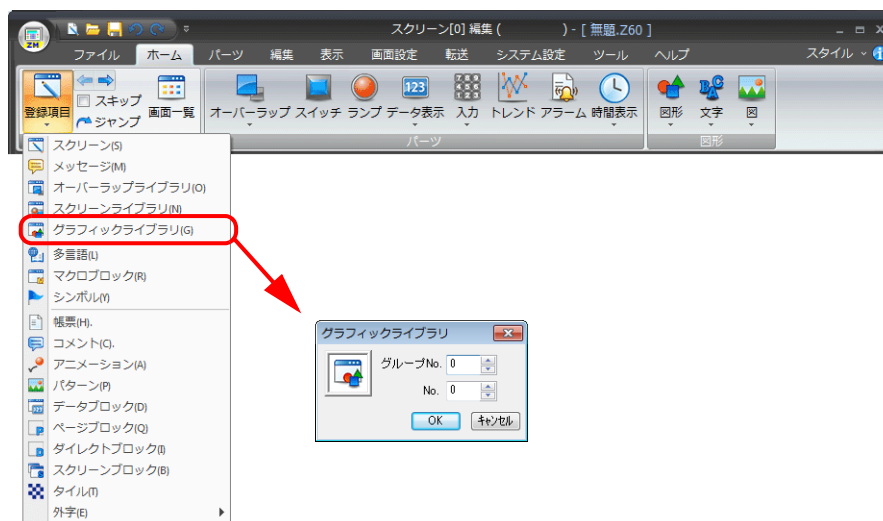 スクリーン[0] 編集 ( ) - [ 無題.Z60 ]
ZM
ファイル ホーム パーツ 編集 表示 画面設定 転送 システム設定 ツール ヘルプ スタイル
登録項目 スキップ ジャンプ 画面一覧 オーバーラップ スイッチ ランプ データ表示 入力 トレンド アラーム 時間表示 図形 文字 図
123
パーツ 図形
スクリーン(S)
メッセージ(M)
オーバーラップライブラリ(O)
スクリーンライブラリ(N)
グラフィックライブラリ(G)
多言語(L)
マクロブロック(R)
シンボル(Y)
帳票(H).
コメント(C).
アニメーション(A)
パターン(P)
データブロック(D)
ページブロック(Q)
ダイレクトブロック(I)
スクリーンブロック(B)
タイル(T)
外字(E)
グラフィックライブラリ
グループNo. 0
No. 0
OK キャンセル